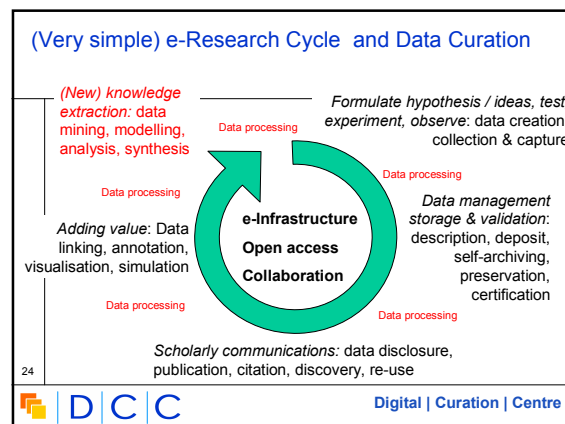 (Very simple) e-Research Cycle and Data Curation
(New) knowledge
extraction: data
mining, modelling,
analysis, synthesis
Data processing
Formulate hypothesis / ideas, test
experiment, observe: data creation
collection & capture
Data processing
Data processing
Adding value: Data
linking, annotation,
visualisation, simulation
e-Infrastructure
Open access
Collaboration
Data management
storage & validation:
description, deposit,
self-archiving,
preservation,
certification
Data processing
Data processing
Scholarly communications: data disclosure,
publication, citation, discovery, re-use
24
D | C | C
Digital | Curation | Centre